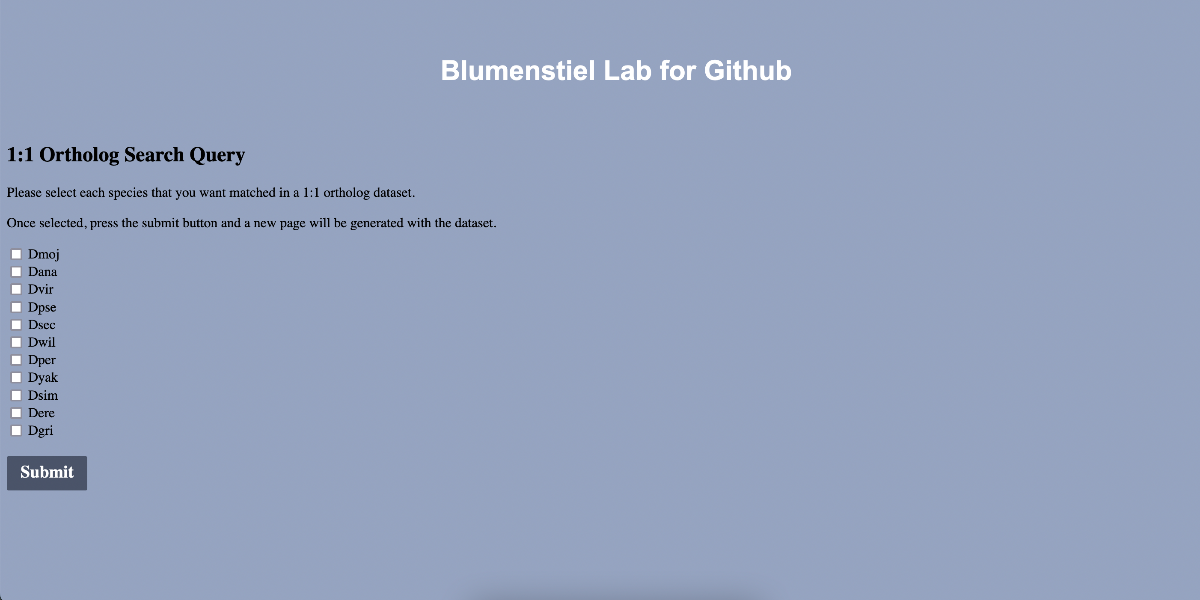 Blumenstiel Lab for Github
1:1 Ortholog Search Query
Please select each species that you want matched in a 1:1 ortholog dataset.
Once selected, press the submit button and a new page will be generated with the dataset.
Dmoj
Dana
Dvir
Dpse
Dsec
Dwil
Dper
Dyak
Dsim
Dere
Dgri
Submit